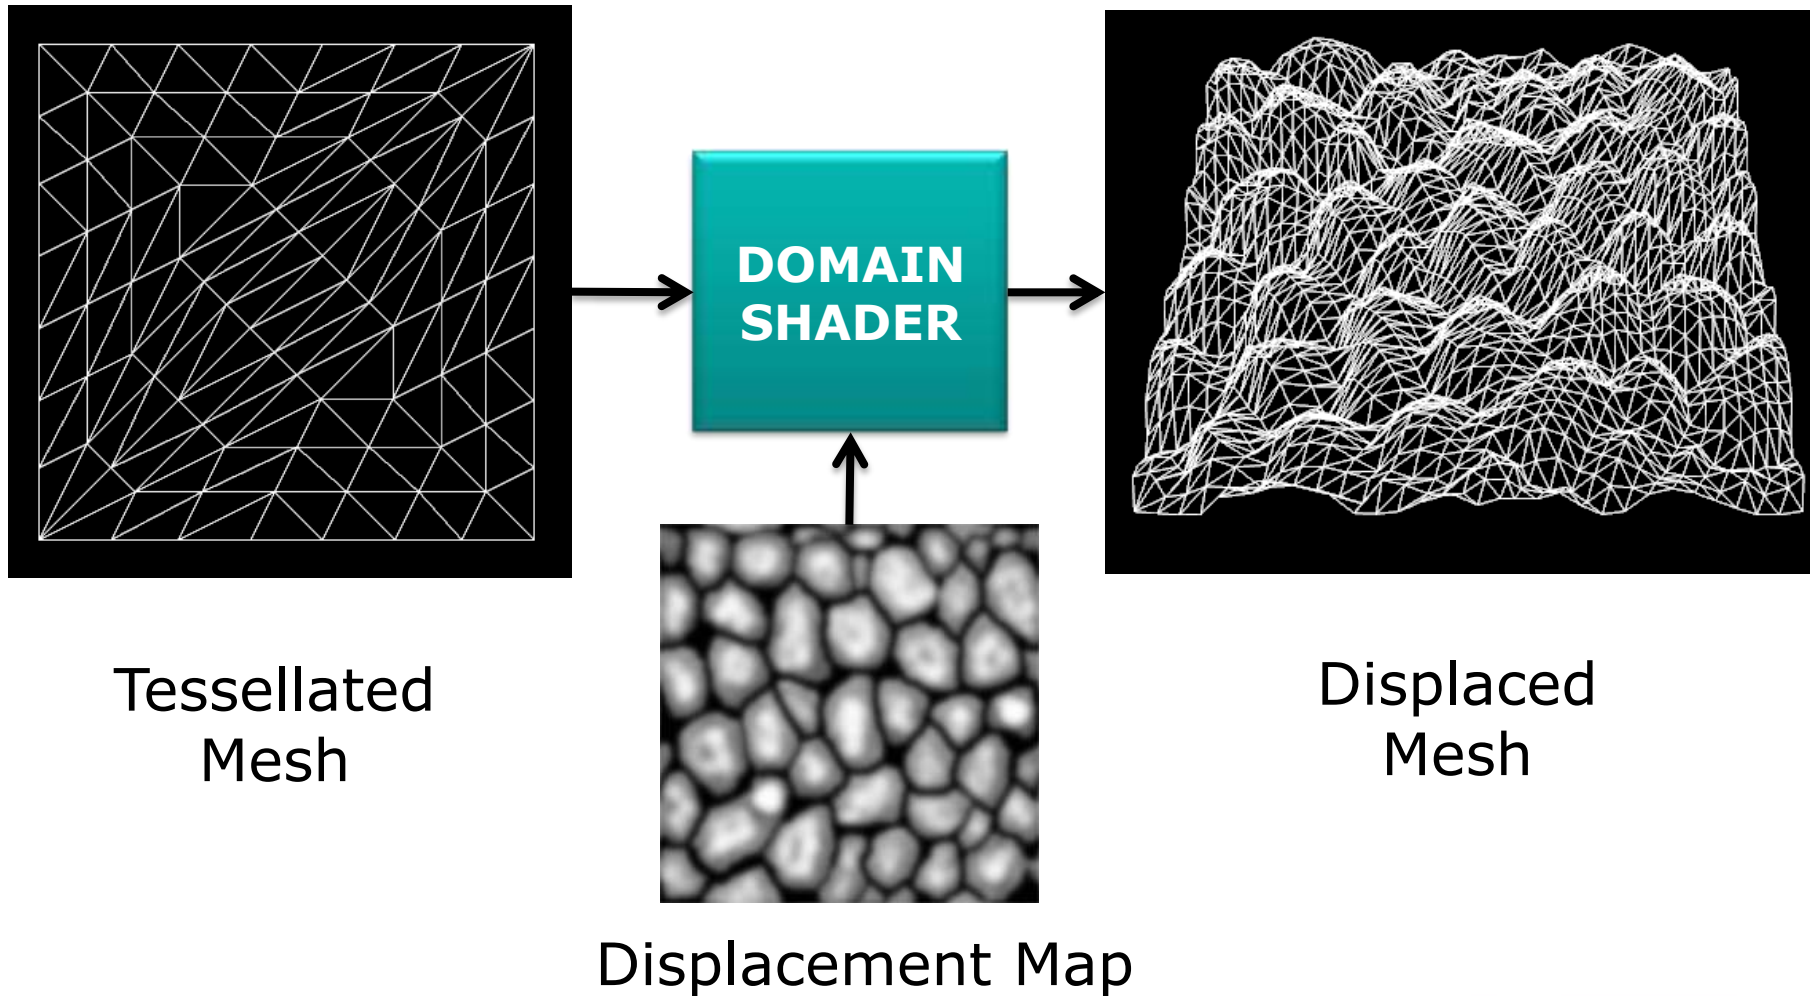 DOMAIN
SHADER
Tessellated
Mesh
Displaced
Mesh
Displacement Map